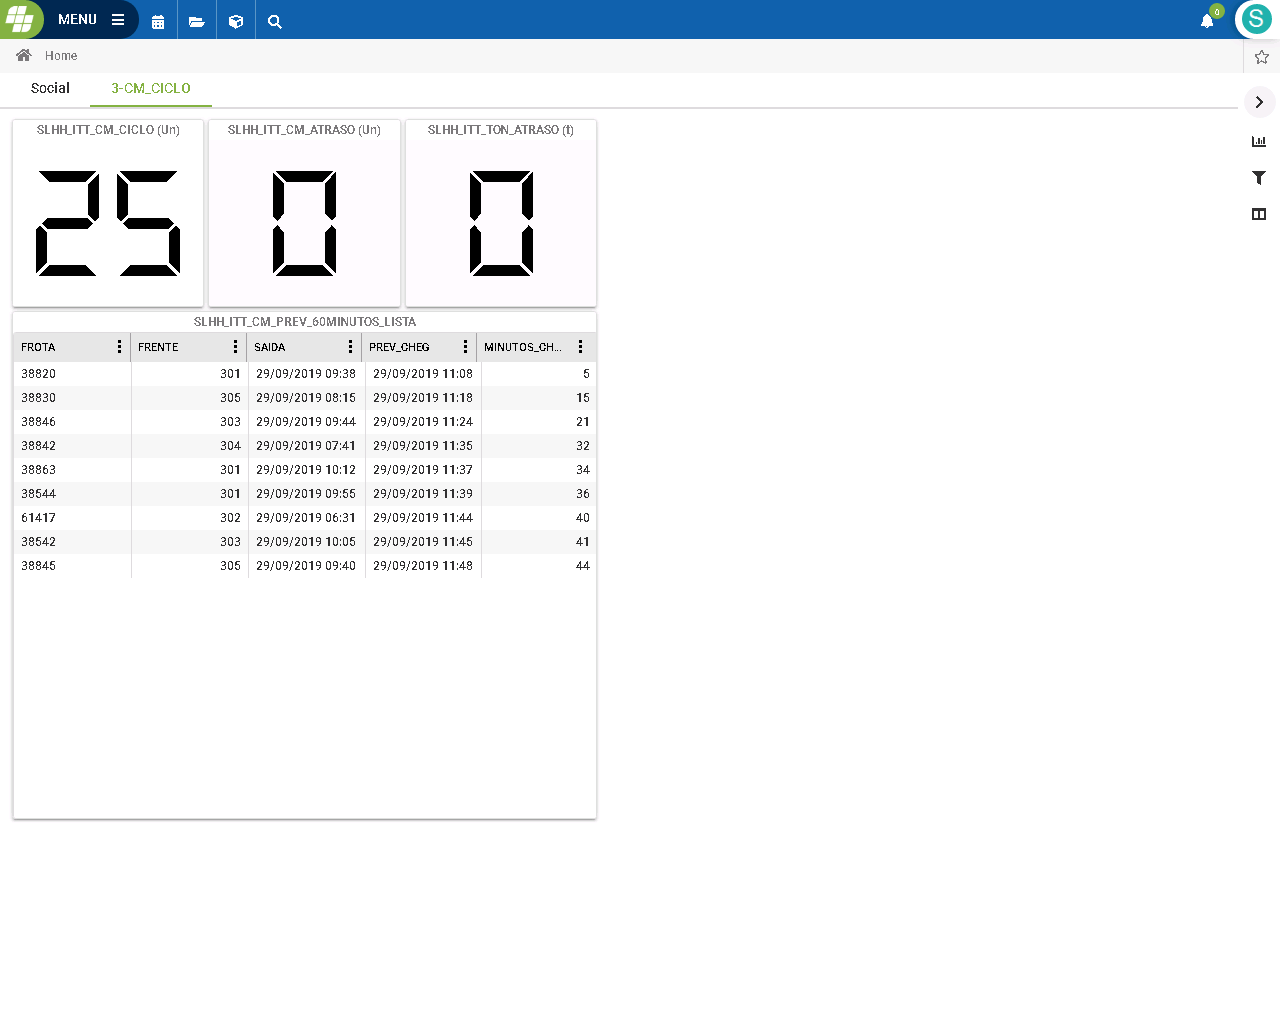 MENU
0
S
Home
Social 3-CM_CICLO
SLHH_ITT_CM_CICLO (Un) SLHH_ITT_CM_ATRASO (Un) SLHH_ITT_TON_ATRASO (t)
25 0 0
SLHH_ITT_CM_PREV_60MINUTOS_LISTA
FROTA FRENTE SAIDA PREV_CHEG MINUTOS_CH...
38820 301 29/09/2019 09:38 29/09/2019 11:08 5
38830 305 29/09/2019 08:15 29/09/2019 11:18 15
38846 303 29/09/2019 09:44 29/09/2019 11:24 21
38842 304 29/09/2019 07:41 29/09/2019 11:35 32
38863 301 29/09/2019 10:12 29/09/2019 11:37 34
38544 301 29/09/2019 09:55 29/09/2019 11:39 36
61417 302 29/09/2019 06:31 29/09/2019 11:44 40
38542 303 29/09/2019 10:05 29/09/2019 11:45 41
38845 305 29/09/2019 09:40 29/09/2019 11:48 44